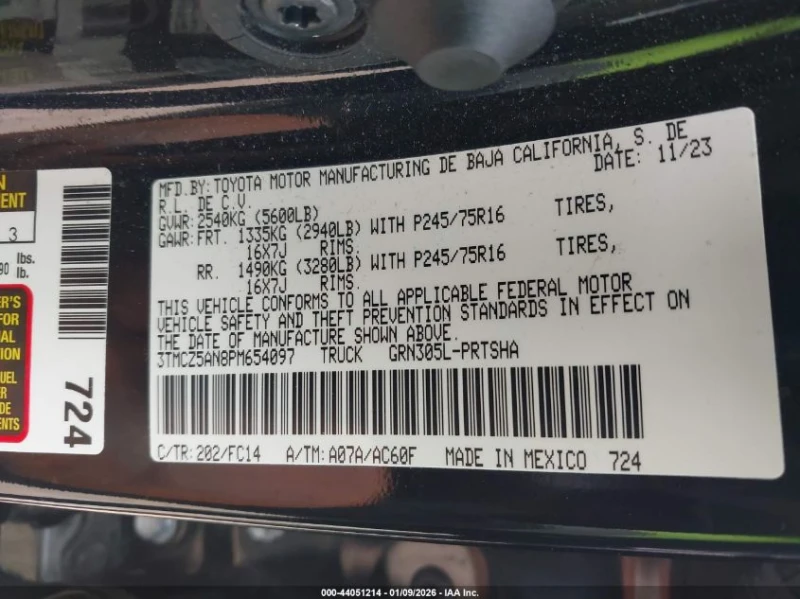 MFD.BY: TOYOTA MOTOR MANUFACTURING DE BAJA CALIFORNIA, S. DE
R.L. DE C.V. DATE: 11/23
GVWR: 2540KG (5600LB)
GAWR: FRT. 1335KG (2940LB) WITH P245/75R16 TIRES,
16X7J RIMS.
RR. 1490KG (3280LB) WITH P245/75R16 TIRES,
16X7J RIMS.
THIS VEHICLE CONFORMS TO ALL APPLICABLE FEDERAL MOTOR
VEHICLE SAFETY AND THEFT PREVENTION STANDARDS IN EFFECT ON
THE DATE OF MANUFACTURE SHOWN ABOVE.
3TMCZ5AN8PM654097 TRUCK GRN305L-PRTSHA
C/TR: 202/FC14 A/TM: A07A/AC60F MADE IN MEXICO 724
3
lbs.
lb.
FOR
724
000-44051214 - 01/09/2026 - IAA Inc.